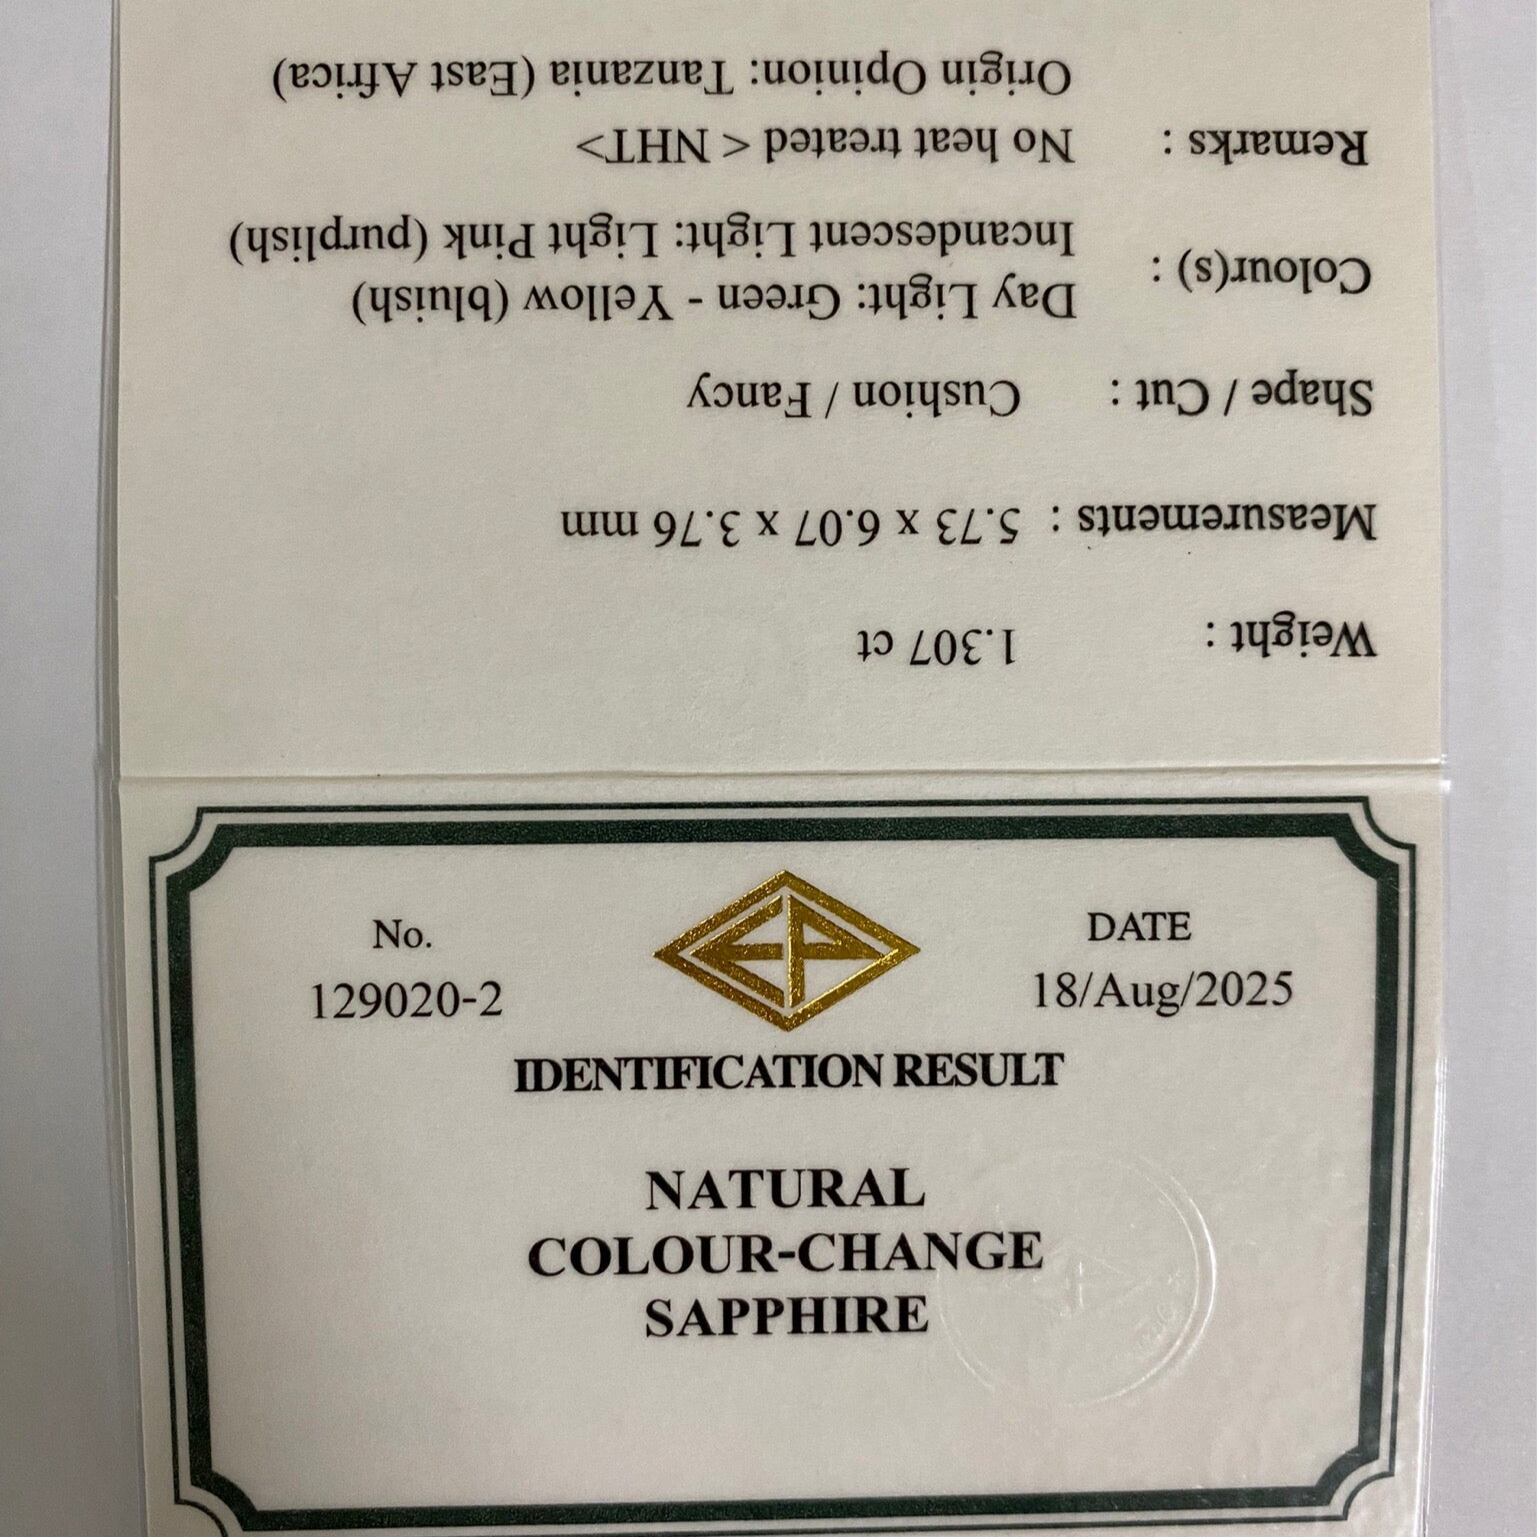 No.
129020-2
EP
DATE
18/Aug/2025
IDENTIFICATION RESULT
NATURAL
COLOUR-CHANGE
SAPPHIRE
Weight : 1.307 ct
Measurements : 5.73 x 6.07 x 3.76 mm
Shape / Cut : Cushion / Fancy
Colour(s) : Day Light: Green - Yellow (bluish)
Incandescent Light: Light Pink (purplish)
Remarks : No heat treated < NHT>
Origin Opinion: Tanzania (East Africa)